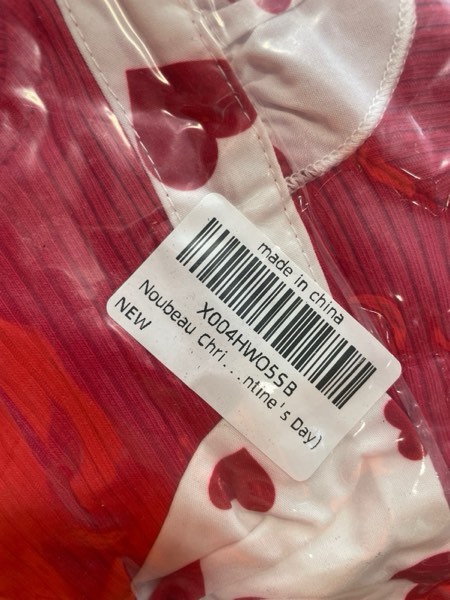 made in china
X004HWO5SB
Noubeau Chri...ntine's Day)
NEW